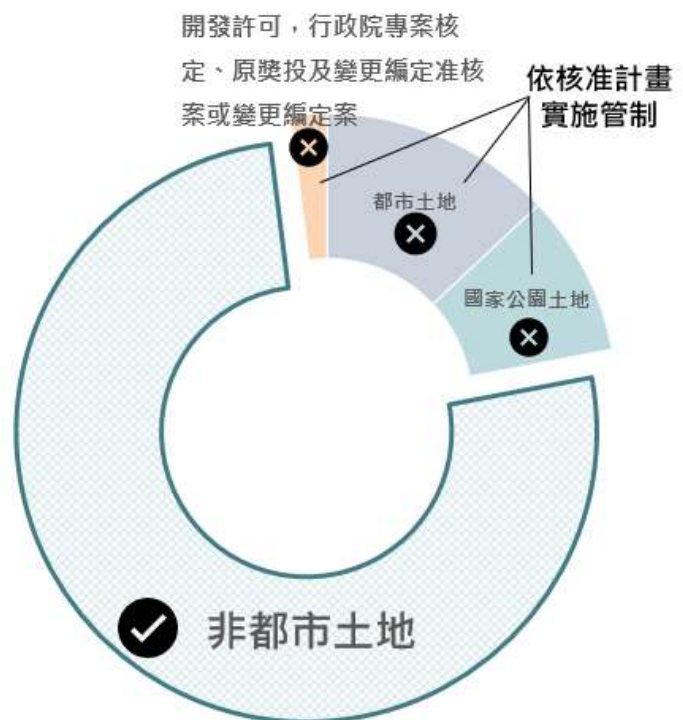 開發許可，行政院專案核
定、原獎投及變更編定准核
案或變更編定案
依核准計畫
實施管制
都市土地
國家公園土地
非都市土地